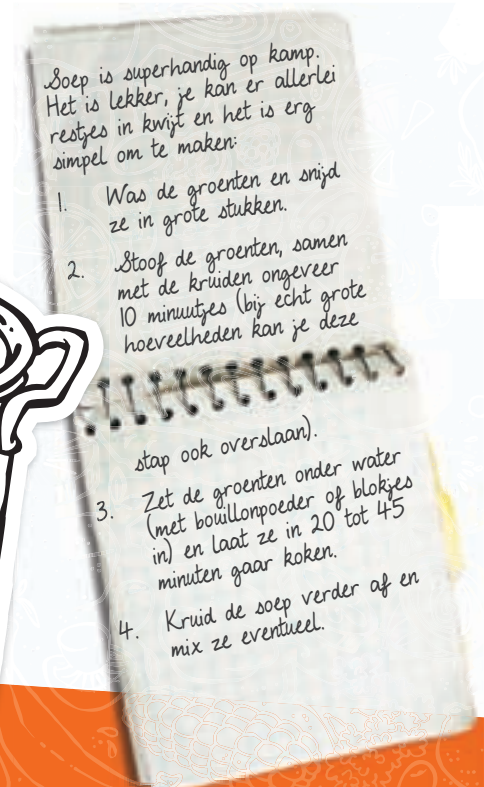 Soep is superhandig op kamp.
Het is lekker, je kan er allerlei
restjes in kwijt en het is erg
simpel om te maken:
1. Was de groenten en snijd
ze in grote stukken.
2. Stoof de groenten, samen
met de kruiden ongeveer
10 minuutjes (bij echt grote
hoeveelheden kan je deze
stap ook overslaan).
3. Zet de groenten onder water
(met bouillonpoeder of blokjes
in) en laat ze in 20 tot 45
minuten gaar koken.
4. Kruid de soep verder af en
mix ze eventueel.